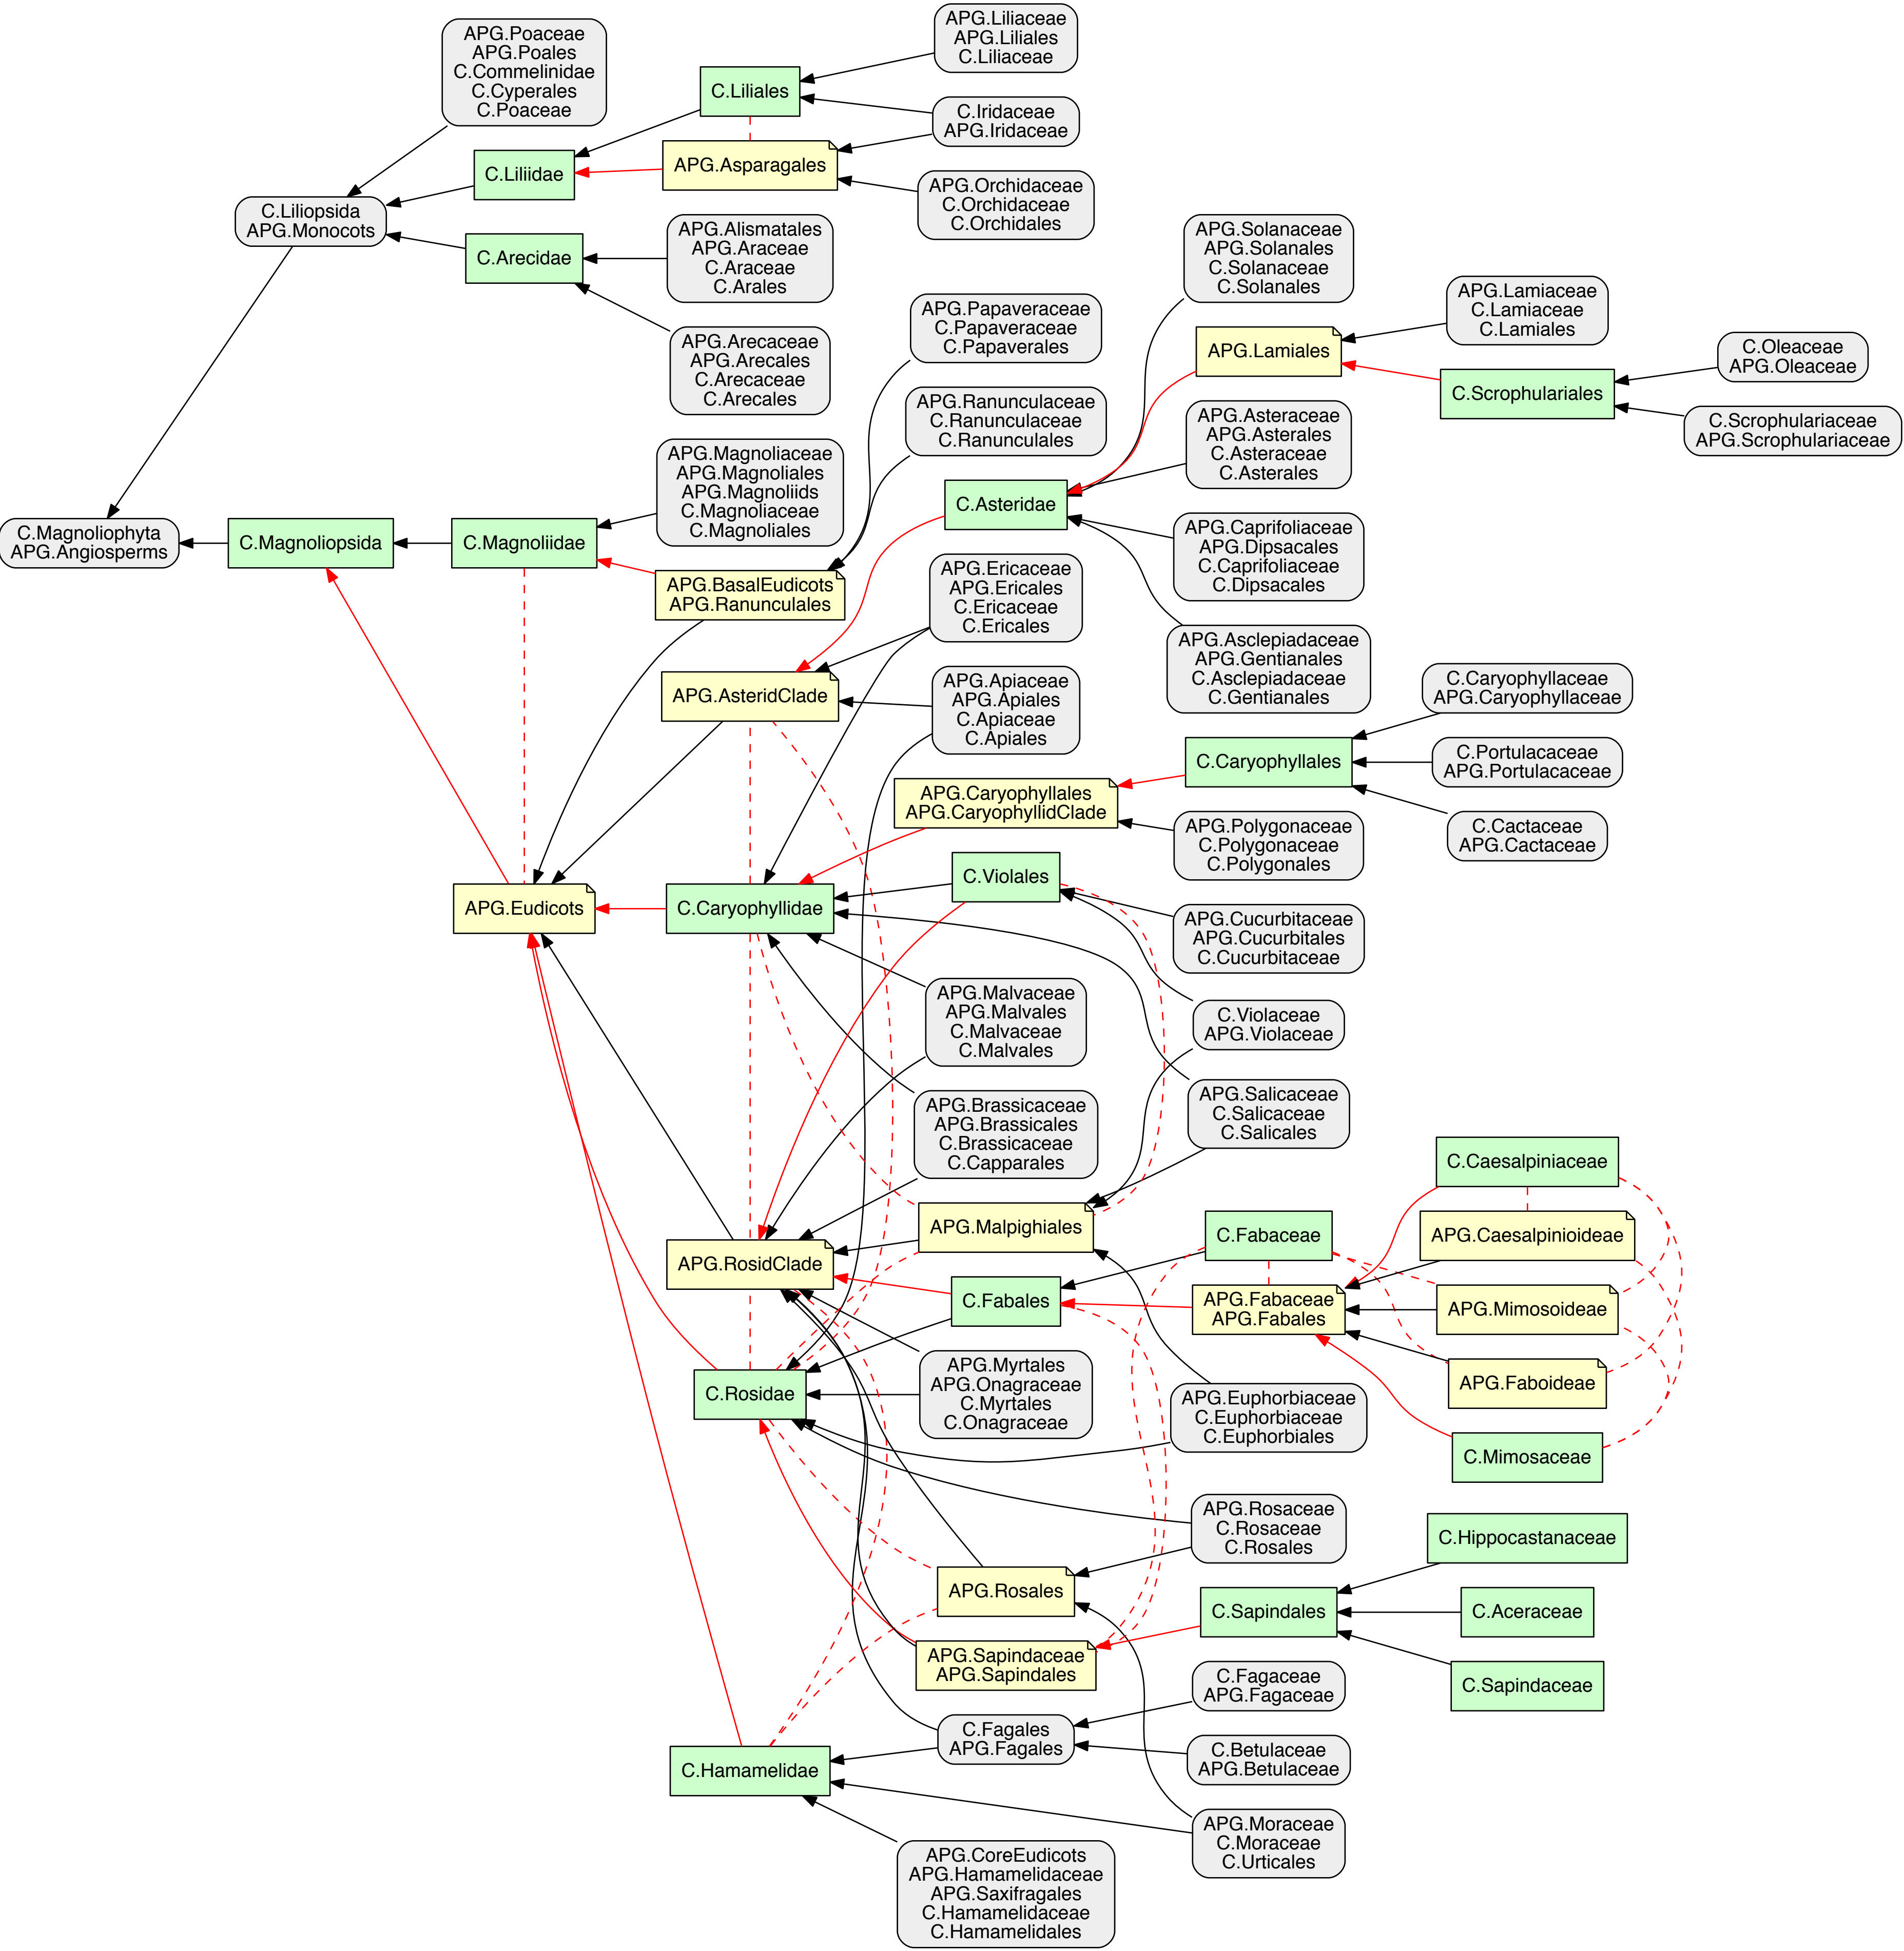 APG.Poaceae
APG.Poales
C.Commelinidae
C.Cyperales
C.Poaceae
C.Liliales
APG.Liliaceae
APG.Liliales
C.Liliaceae
C.Iridaceae
APG.Iridaceae
C.Liliidae
APG.Asparagales
APG.Orchidaceae
C.Orchidaceae
C.Orchidales
C.Liliopsida
APG.Monocots
C.Arecidae
APG.Alismatales
APG.Araceae
C.Araceae
C.Arales
APG.Solanaceae
APG.Solanales
C.Solanaceae
C.Solanales
APG.Arecaceae
APG.Arecales
C.Arecaceae
C.Arecales
APG.Papaveraceae
C.Papaveraceae
C.Papaverales
APG.Lamiales
APG.Lamiaceae
C.Lamiaceae
C.Lamiales
C.Oleaceae
APG.Oleaceae
C.Scrophulariales
C.Scrophulariaceae
APG.Scrophulariaceae
APG.Ranunculaceae
C.Ranunculaceae
C.Ranunculales
APG.Asteraceae
APG.Asterales
C.Asteraceae
C.Asterales
APG.Magnoliaceae
APG.Magnoliales
APG.Magnoliids
C.Magnoliaceae
C.Magnoliales
C.Asteridae
C.Magnoliophyta
APG.Angiosperms
C.Magnoliopsida
C.Magnoliidae
APG.Caprifoliaceae
APG.Dipsacales
C.Caprifoliaceae
C.Dipsacales
APG.BasalEudicots
APG.Ranunculales
APG.Ericaceae
APG.Ericales
C.Ericaceae
C.Ericales
APG.Asclepiadaceae
APG.Gentianales
C.Asclepiadaceae
C.Gentianales
APG.AsteridClade
APG.Apiaceae
APG.Apiales
C.Apiaceae
C.Apiales
C.Caryophyllaceae
APG.Caryophyllaceae
C.Caryophyllales
C.Portulacaceae
APG.Portulacaceae
APG.Caryophyllales
APG.CaryophyllidClade
APG.Polygonaceae
C.Polygonaceae
C.Polygonales
C.Cactaceae
APG.Cactaceae
C.Violales
APG.Eudicots
C.Caryophyllidae
APG.Cucurbitaceae
APG.Cucurbitales
C.Cucurbitaceae
APG.Malvaceae
APG.Malvales
C.Malvaceae
C.Malvales
C.Violaceae
APG.Violaceae
APG.Brassicaceae
APG.Brassicales
C.Brassicaceae
C.Capparales
APG.Salicaceae
C.Salicaceae
C.Salicales
C.Caesalpiniaceae
APG.Malpighiales
C.Fabaceae
APG.Caesalpinioideae
APG.RosidClade
C.Fabales
APG.Fabaceae
APG.Fabales
APG.Mimosoideae
C.Rosidae
APG.Myrtales
APG.Onagraceae
C.Myrtales
C.Onagraceae
APG.Faboideae
APG.Euphorbiaceae
C.Euphorbiaceae
C.Euphorbiales
C.Mimosaceae
APG.Rosaceae
C.Rosaceae
C.Rosales
C.Hippocastanaceae
APG.Rosales
C.Sapindales
C.Aceraceae
APG.Sapindaceae
APG.Sapindales
C.Fagaceae
APG.Fagaceae
C.Sapindaceae
C.Fagales
APG.Fagales
C.Betulaceae
APG.Betulaceae
C.Hamamelidae
APG.Moraceae
C.Moraceae
C.Urticales
APG.CoreEudicots
APG.Hamamelidaceae
APG.Saxifragales
C.Hamamelidaceae
C.Hamamelidales